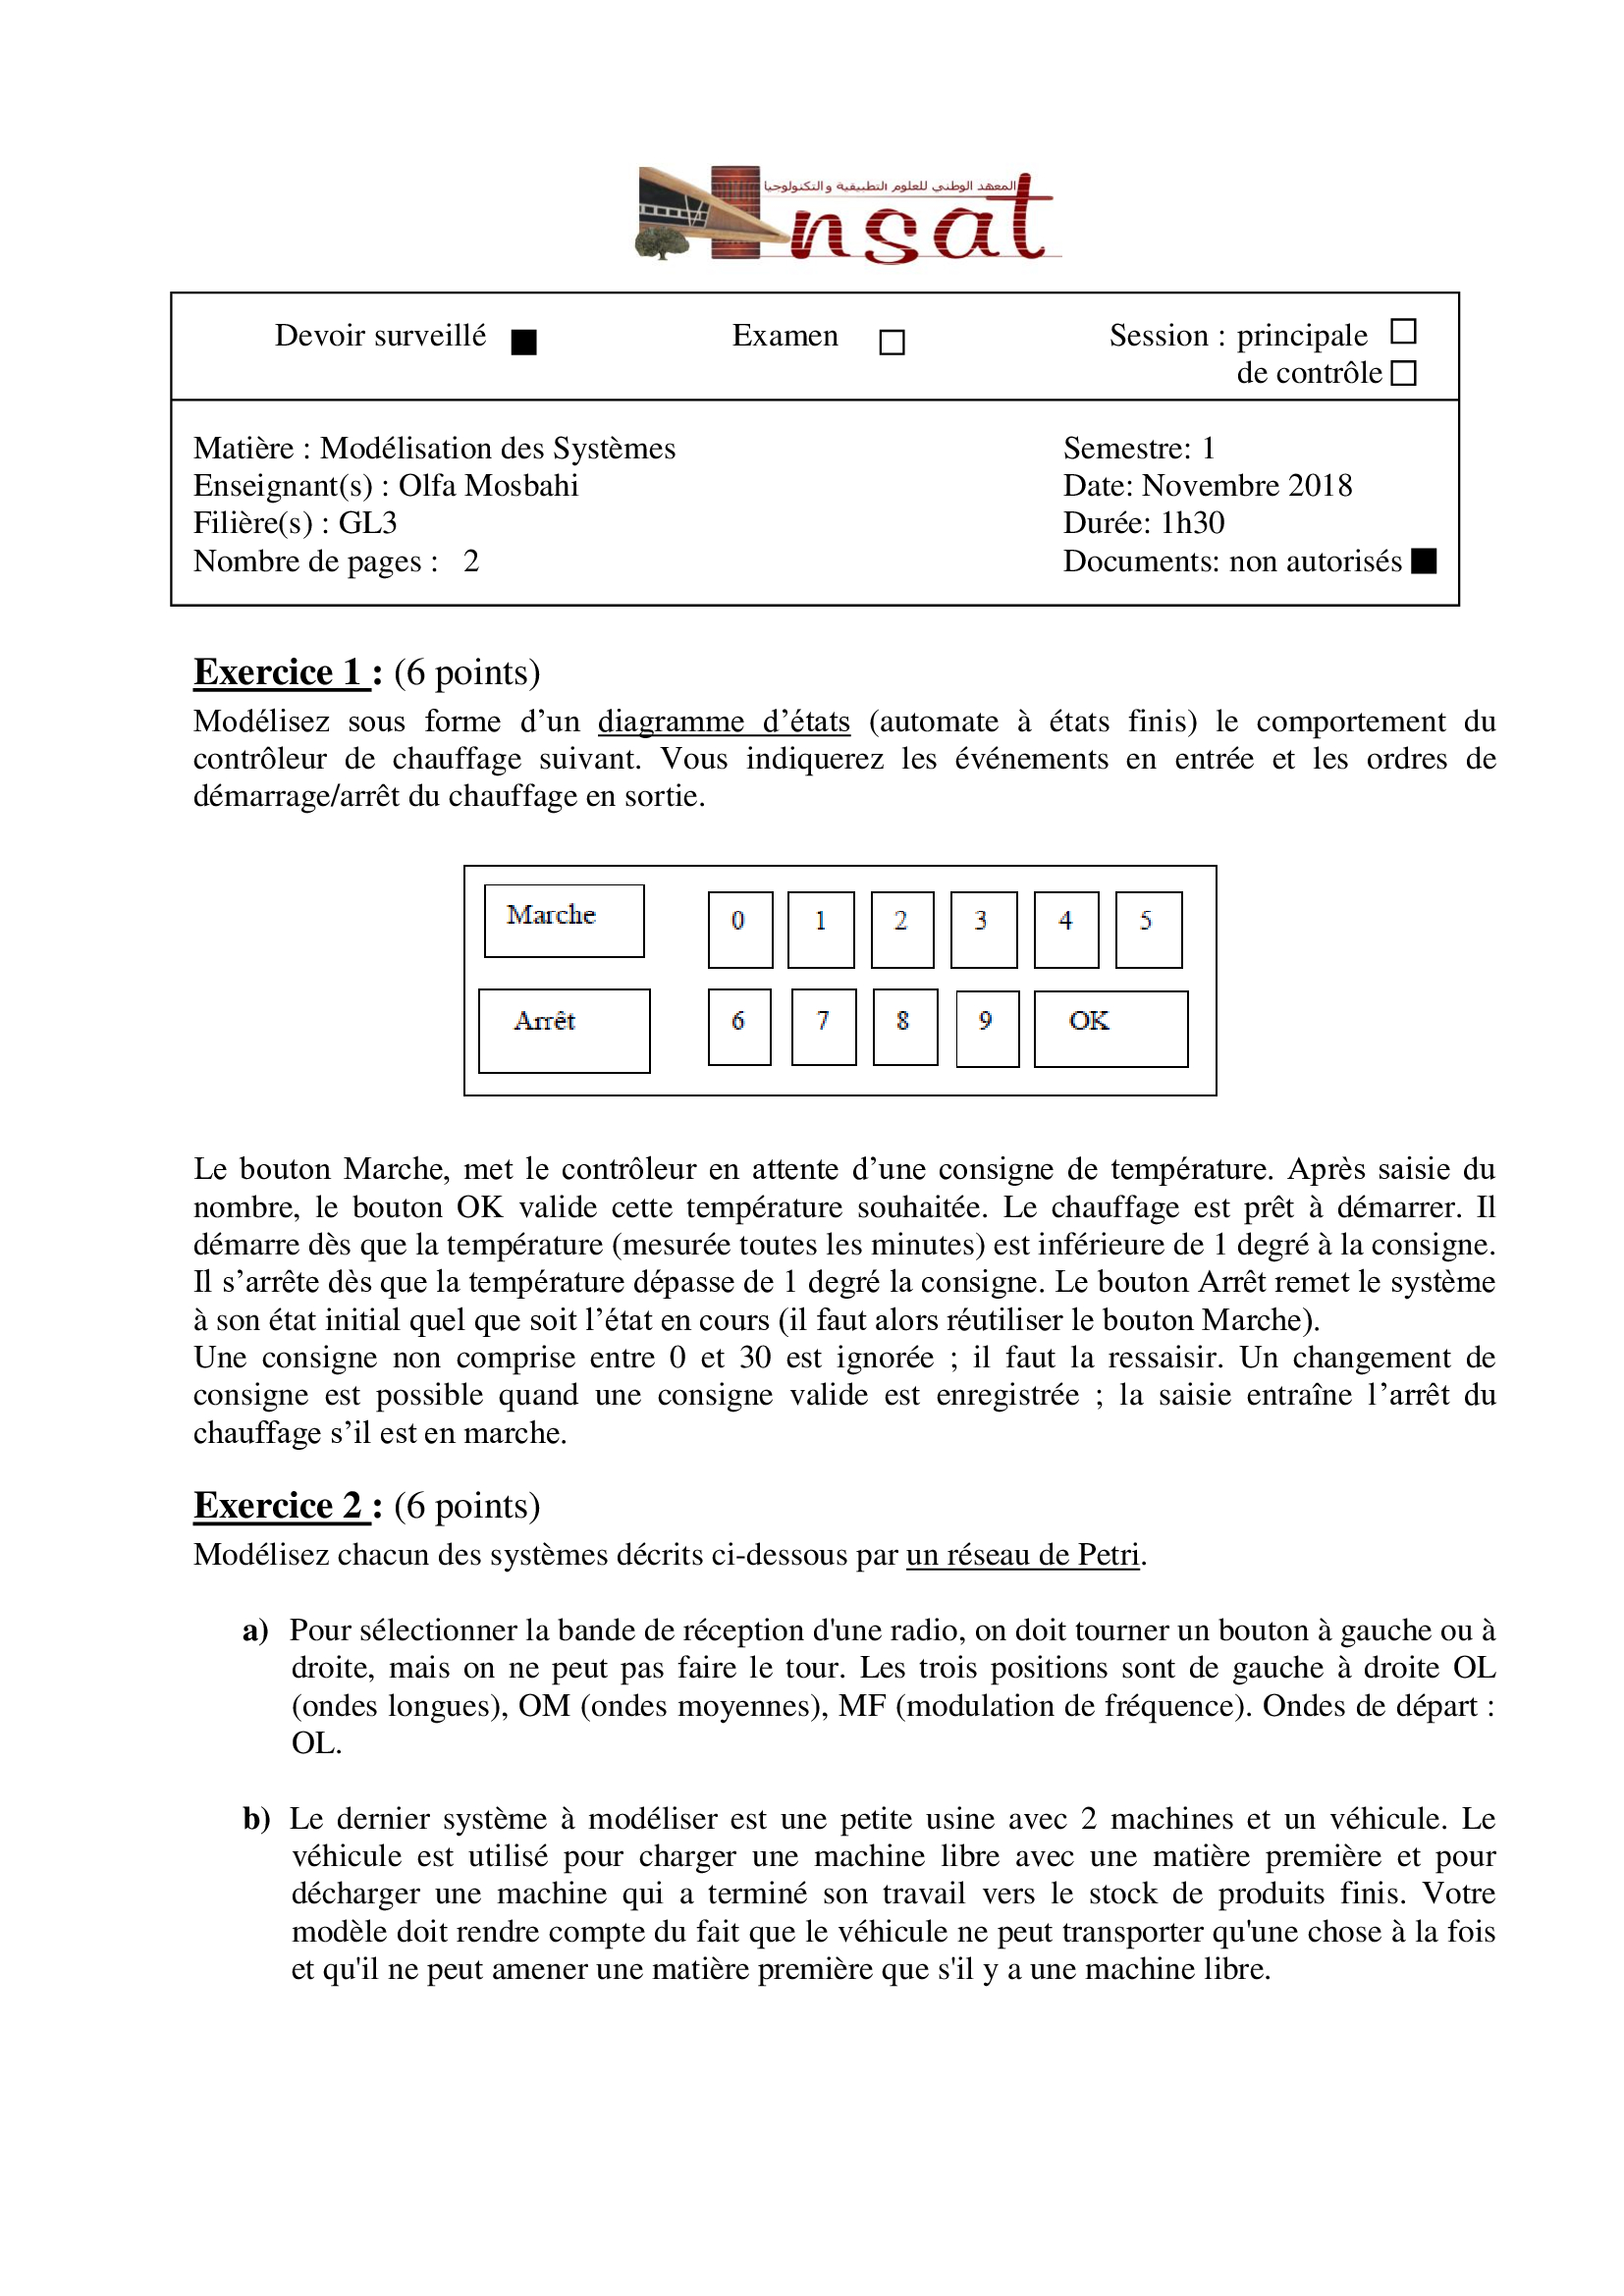 المعهد الوطني للعلوم التطبيقية و التكنولوجيا
nsat
Devoir surveillé ■ Examen □ Session : principale □
de contrôle □
Matière : Modélisation des Systèmes Semestre: 1
Enseignant(s) : Olfa Mosbahi Date: Novembre 2018
Filière(s) : GL3 Durée: 1h30
Nombre de pages : 2 Documents: non autorisés ■
Exercice 1 : (6 points)
Modélisez sous forme d’un diagramme d’états (automate à états finis) le comportement du
contrôleur de chauffage suivant. Vous indiquerez les événements en entrée et les ordres de
démarrage/arrêt du chauffage en sortie.
Marche 0 1 2 3 4 5
Arrêt 6 7 8 9 OK
Le bouton Marche, met le contrôleur en attente d’une consigne de température. Après saisie du
nombre, le bouton OK valide cette température souhaitée. Le chauffage est prêt à démarrer. Il
démarre dès que la température (mesurée toutes les minutes) est inférieure de 1 degré à la consigne.
Il s’arrête dès que la température dépasse de 1 degré la consigne. Le bouton Arrêt remet le système
à son état initial quel que soit l’état en cours (il faut alors réutiliser le bouton Marche).
Une consigne non comprise entre 0 et 30 est ignorée ; il faut la ressaisir. Un changement de
consigne est possible quand une consigne valide est enregistrée ; la saisie entraîne l’arrêt du
chauffage s’il est en marche.
Exercice 2 : (6 points)
Modélisez chacun des systèmes décrits ci-dessous par un réseau de Petri.
a) Pour sélectionner la bande de réception d'une radio, on doit tourner un bouton à gauche ou à
droite, mais on ne peut pas faire le tour. Les trois positions sont de gauche à droite OL
(ondes longues), OM (ondes moyennes), MF (modulation de fréquence). Ondes de départ :
OL.
b) Le dernier système à modéliser est une petite usine avec 2 machines et un véhicule. Le
véhicule est utilisé pour charger une machine libre avec une matière première et pour
décharger une machine qui a terminé son travail vers le stock de produits finis. Votre
modèle doit rendre compte du fait que le véhicule ne peut transporter qu'une chose à la fois
et qu'il ne peut amener une matière première que s'il y a une machine libre.